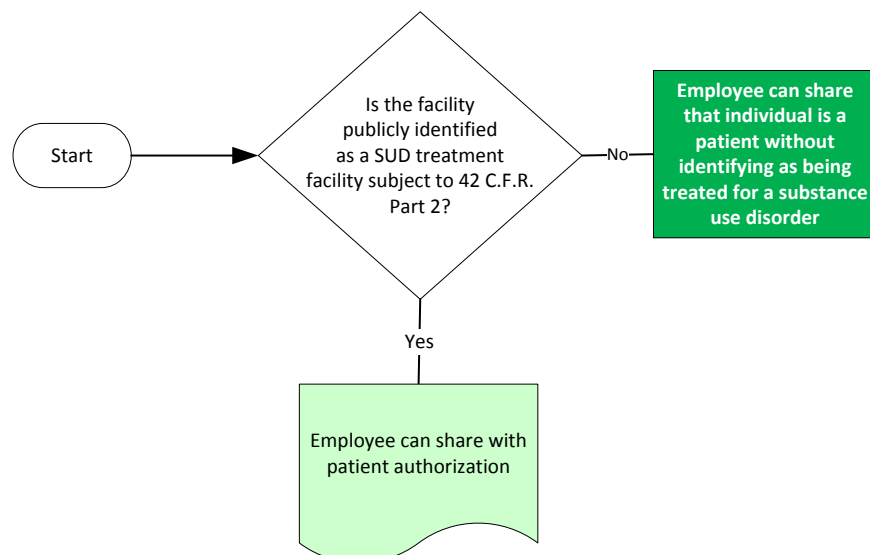 Start
Is the facility
publicly identified
as a SUD treatment
facility subject to 42 C.F.R.
Part 2?
No
Employee can share
that individual is a
patient without
identifying as being
treated for a substance
use disorder
Yes
Employee can share with
patient authorization